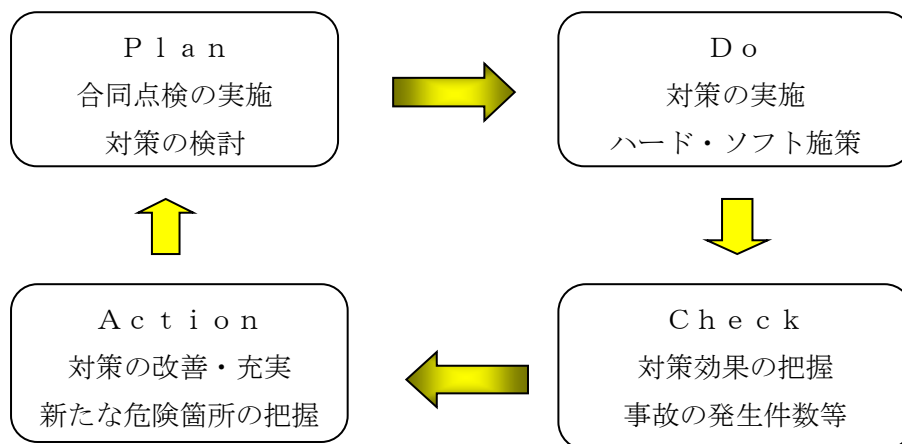 Ｐｌａｎ
合同点検の実施
対策の検討
Ｄｏ
対策の実施
ハード・ソフト施策
Ａｃｔｉｏｎ
対策の改善・充実
新たな危険箇所の把握
Ｃｈｅｃｋ
対策効果の把握
事故の発生件数等